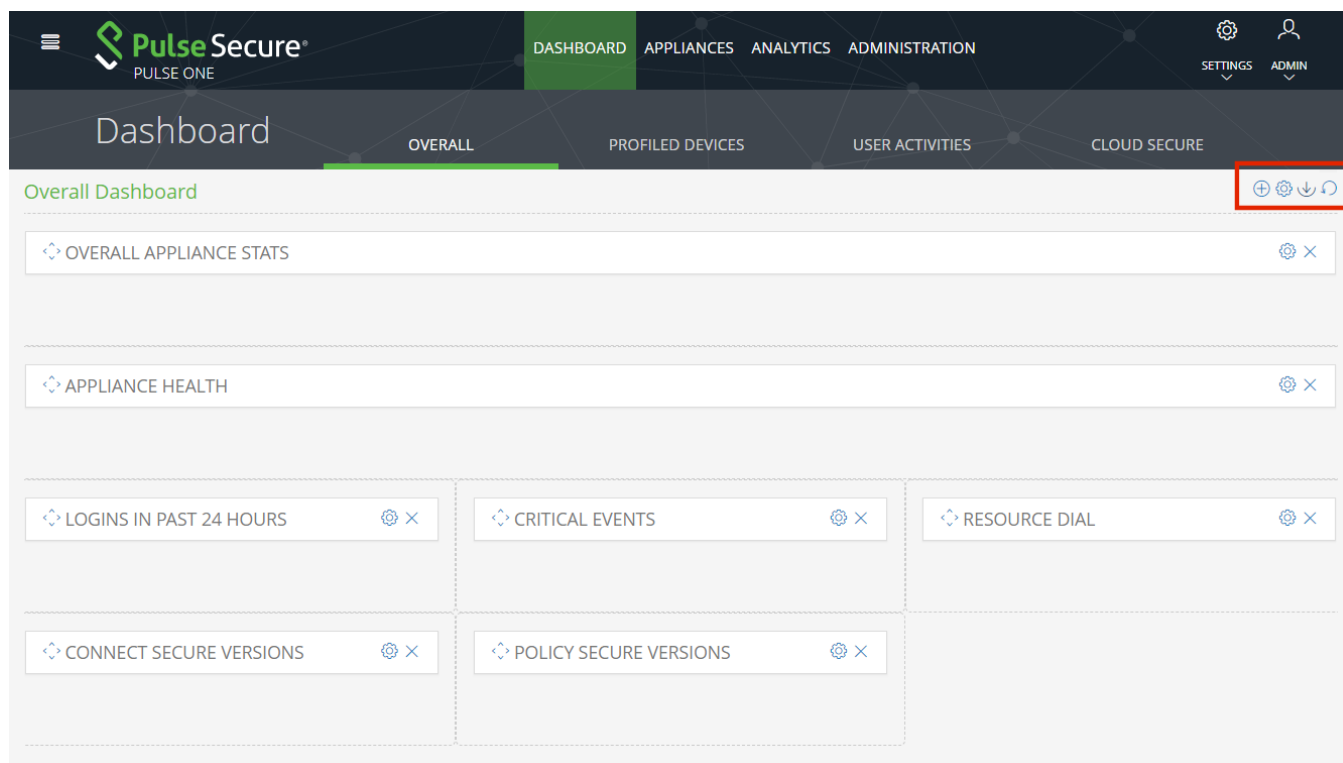 Pulse Secure®
PULSE ONE
DASHBOARD APPLIANCES ANALYTICS ADMINISTRATION
SETTINGS ADMIN
Dashboard
OVERALL PROFILED DEVICES USER ACTIVITIES CLOUD SECURE
Overall Dashboard
OVERALL APPLIANCE STATS
APPLIANCE HEALTH
LOGINS IN PAST 24 HOURS CRITICAL EVENTS RESOURCE DIAL
CONNECT SECURE VERSIONS POLICY SECURE VERSIONS